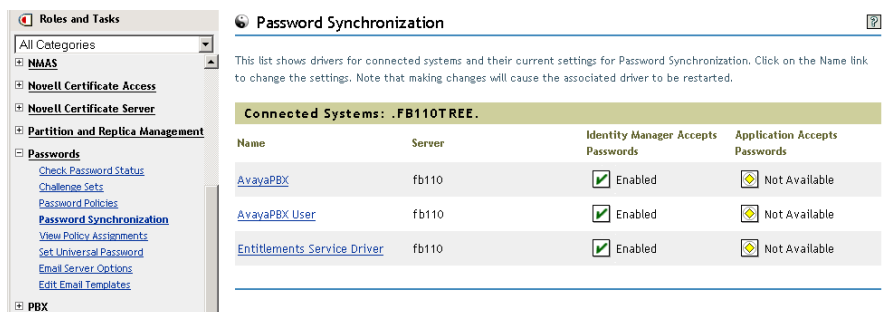 Roles and Tasks
All Categories
NMAS
Novell Certificate Access
Novell Certificate Server
Partition and Replica Management
Passwords
Check Password Status
Challenge Sets
Password Policies
Password Synchronization
View Policy Assignments
Set Universal Password
Email Server Options
Edit Email Templates
PBX
Password Synchronization
?
This list shows drivers for connected systems and their current settings for Password Synchronization. Click on the Name link
to change the settings. Note that making changes will cause the associated driver to be restarted.
Connected Systems: .FB110TREE.
Name Server Identity Manager Accepts Passwords Application Accepts Passwords
AvayaPBX fb110 Enabled Not Available
AvayaPBX User fb110 Enabled Not Available
Entitlements Service Driver fb110 Enabled Not Available